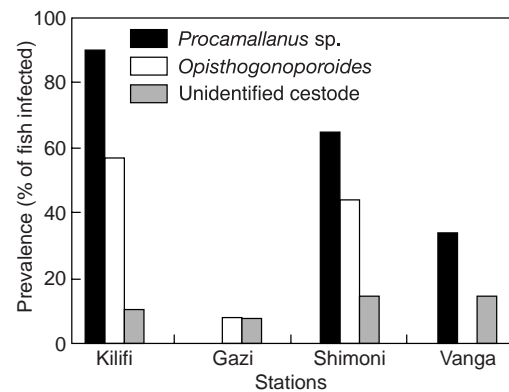 100
80
60
40
20
0
Prevalence (% of fish infected)
Procamallanus sp.
Opisthogonoporoides
Unidentified cestode
Kilifi Gazi Shimoni Vanga
Stations